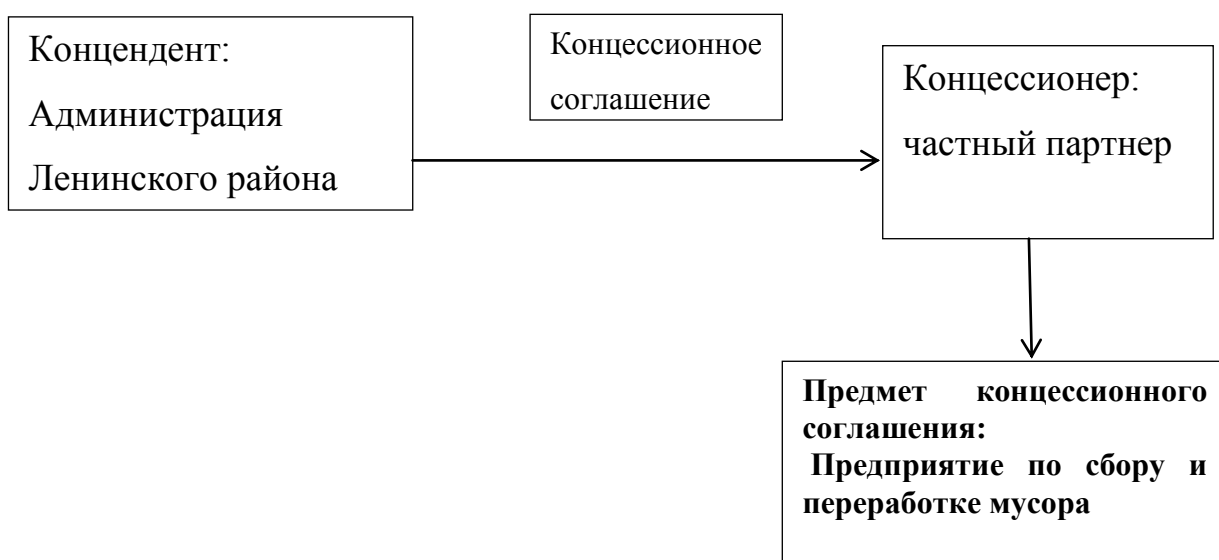 Концендент:
Администрация
Ленинского района
Концессионное
соглашение
Концессионер:
частный партнер
Предмет концессионного
соглашения:
Предприятие по сбору и
переработке мусора